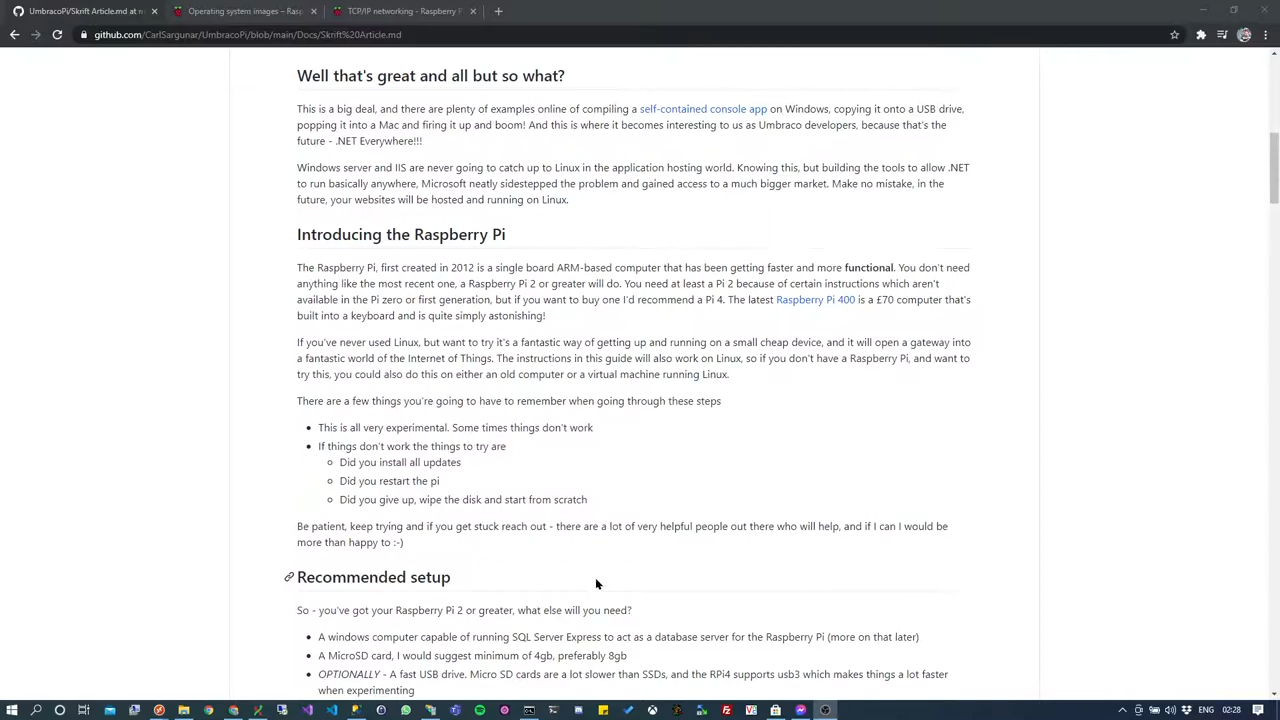 UmbracoPi/Skrift Article.md at m
Operating system images – Rasp
TCP/IP networking - Raspberry P
github.com/CarlSargunar/UmbracoPi/blob/main/Docs/Skrift%20Article.md
Well that's great and all but so what?
This is a big deal, and there are plenty of examples online of compiling a self-contained console app on Windows, copying it onto a USB drive,
popping it into a Mac and firing it up and boom! And this is where it becomes interesting to us as Umbraco developers, because that's the
future - .NET Everywhere!!!
Windows server and IIS are never going to catch up to Linux in the application hosting world. Knowing this, but building the tools to allow .NET
to run basically anywhere, Microsoft neatly sidestepped the problem and gained access to a much bigger market. Make no mistake, in the
future, your websites will be hosted and running on Linux.
Introducing the Raspberry Pi
The Raspberry Pi, first created in 2012 is a single board ARM-based computer that has been getting faster and more functional. You don't need
anything like the most recent one, a Raspberry Pi 2 or greater will do. You need at least a Pi 2 because of certain instructions which aren't
available in the Pi zero or first generation, but if you want to buy one I'd recommend a Pi 4. The latest Raspberry Pi 400 is a £70 computer that's
built into a keyboard and is quite simply astonishing!
If you've never used Linux, but want to try it's a fantastic way of getting up and running on a small cheap device, and it will open a gateway into
a fantastic world of the Internet of Things. The instructions in this guide will also work on Linux, so if you don't have a Raspberry Pi, and want to
try this, you could also do this on either an old computer or a virtual machine running Linux.
There are a few things you're going to have to remember when going through these steps
This is all very experimental. Some times things don't work
If things don't work the things to try are
Did you install all updates
Did you restart the pi
Did you give up, wipe the disk and start from scratch
Be patient, keep trying and if you get stuck reach out - there are a lot of very helpful people out there who will help, and if I can I would be
more than happy to :-)
Recommended setup
So - you've got your Raspberry Pi 2 or greater, what else will you need?
A windows computer capable of running SQL Server Express to act as a database server for the Raspberry Pi (more on that later)
A MicroSD card, I would suggest minimum of 4gb, preferably 8gb
OPTIONALLY - A fast USB drive. Micro SD cards are a lot slower than SSDs, and the RPi4 supports usb3 which makes things a lot faster
when experimenting
02:28